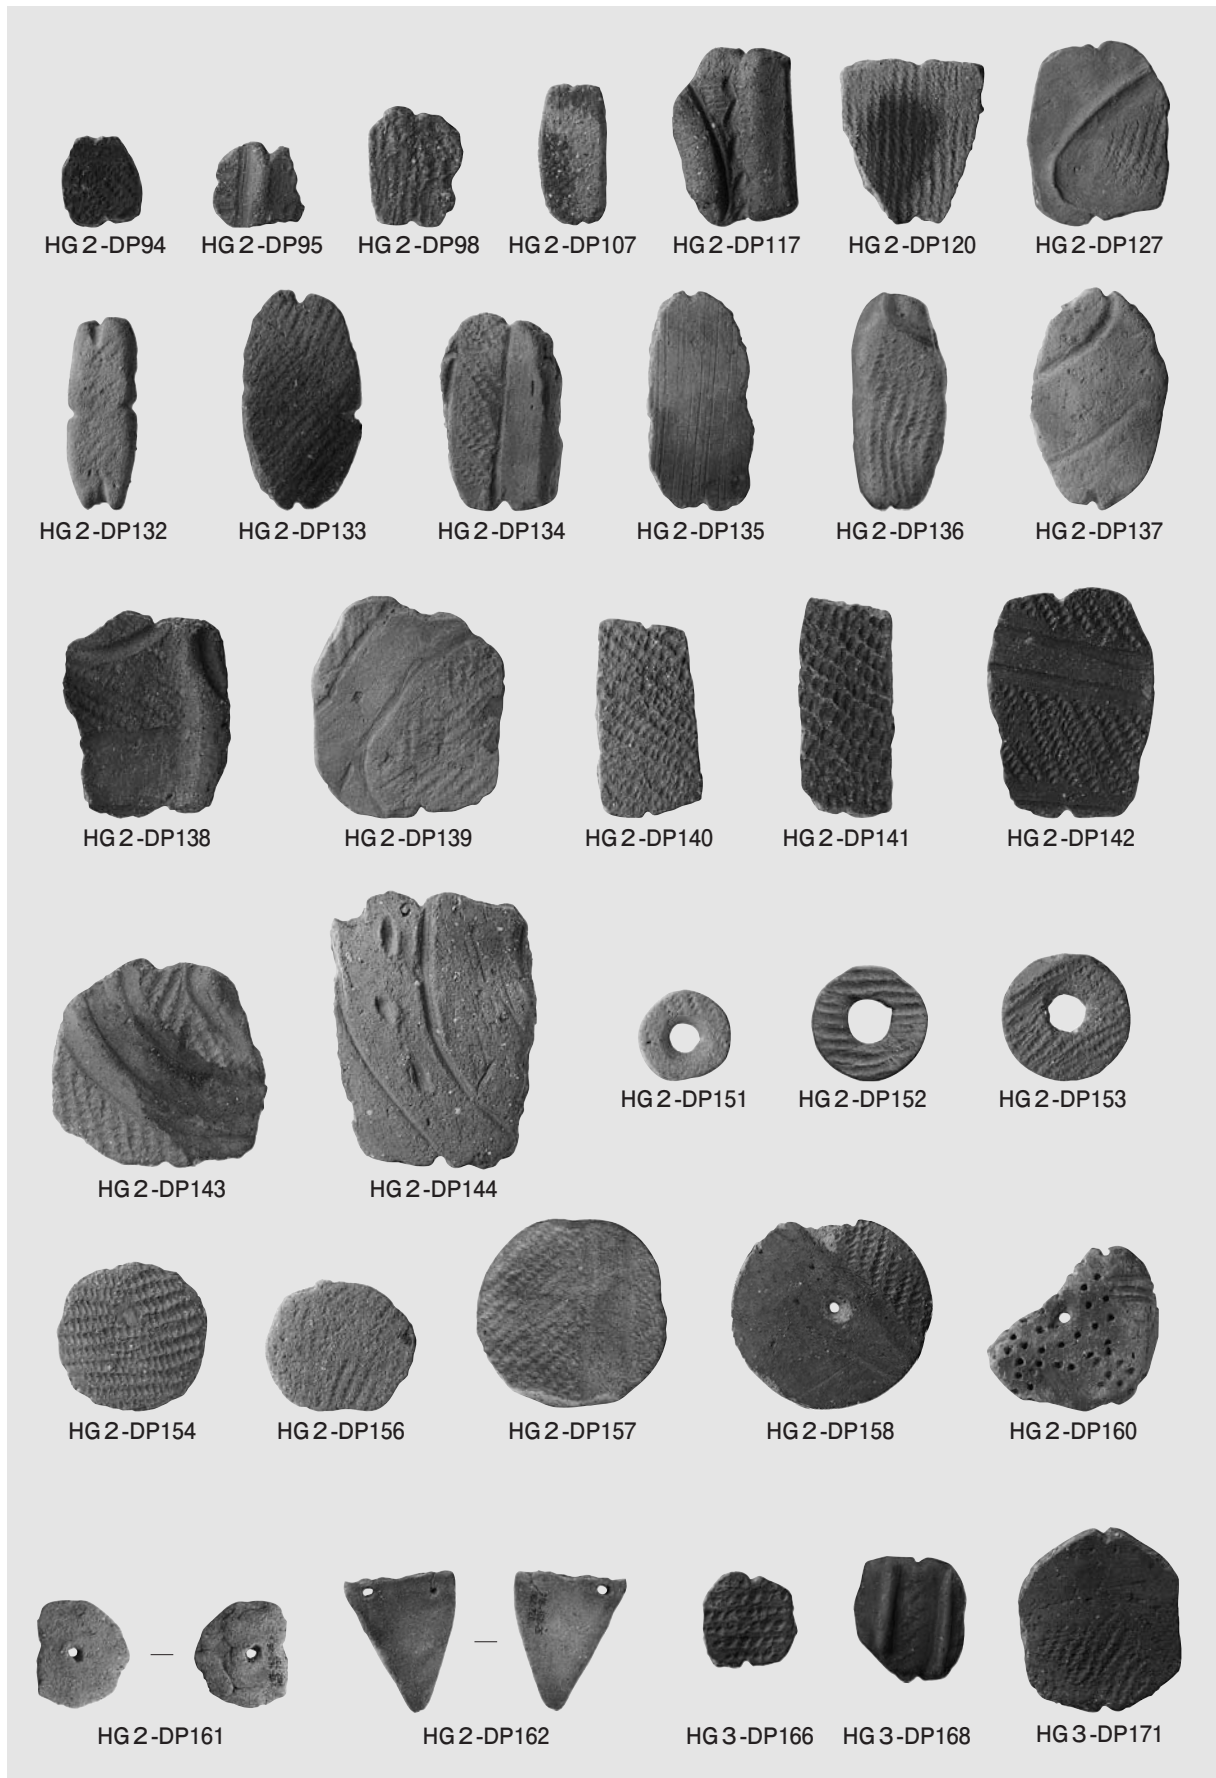 HG2-DP94 HG2-DP95 HG2-DP98 HG2-DP107 HG2-DP117 HG2-DP120 HG2-DP127
HG2-DP132 HG2-DP133 HG2-DP134 HG2-DP135 HG2-DP136 HG2-DP137
HG2-DP138 HG2-DP139 HG2-DP140 HG2-DP141 HG2-DP142
HG2-DP151 HG2-DP152 HG2-DP153
HG2-DP143 HG2-DP144
HG2-DP154 HG2-DP156 HG2-DP157 HG2-DP158 HG2-DP160
HG2-DP161 HG2-DP162 HG3-DP166 HG3-DP168 HG3-DP171